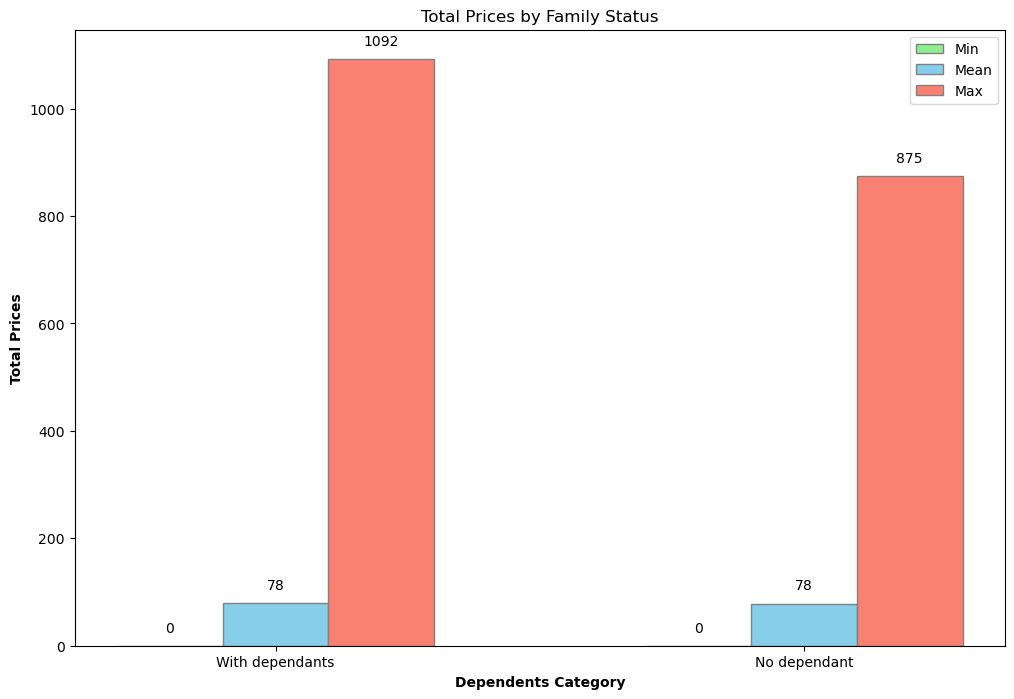 Total Prices by Family Status
1092
Min
Mean
Max
1000
875
800
Total Prices
600
400
200
78
78
0
0
0
With dependants
No dependant
Dependents Category